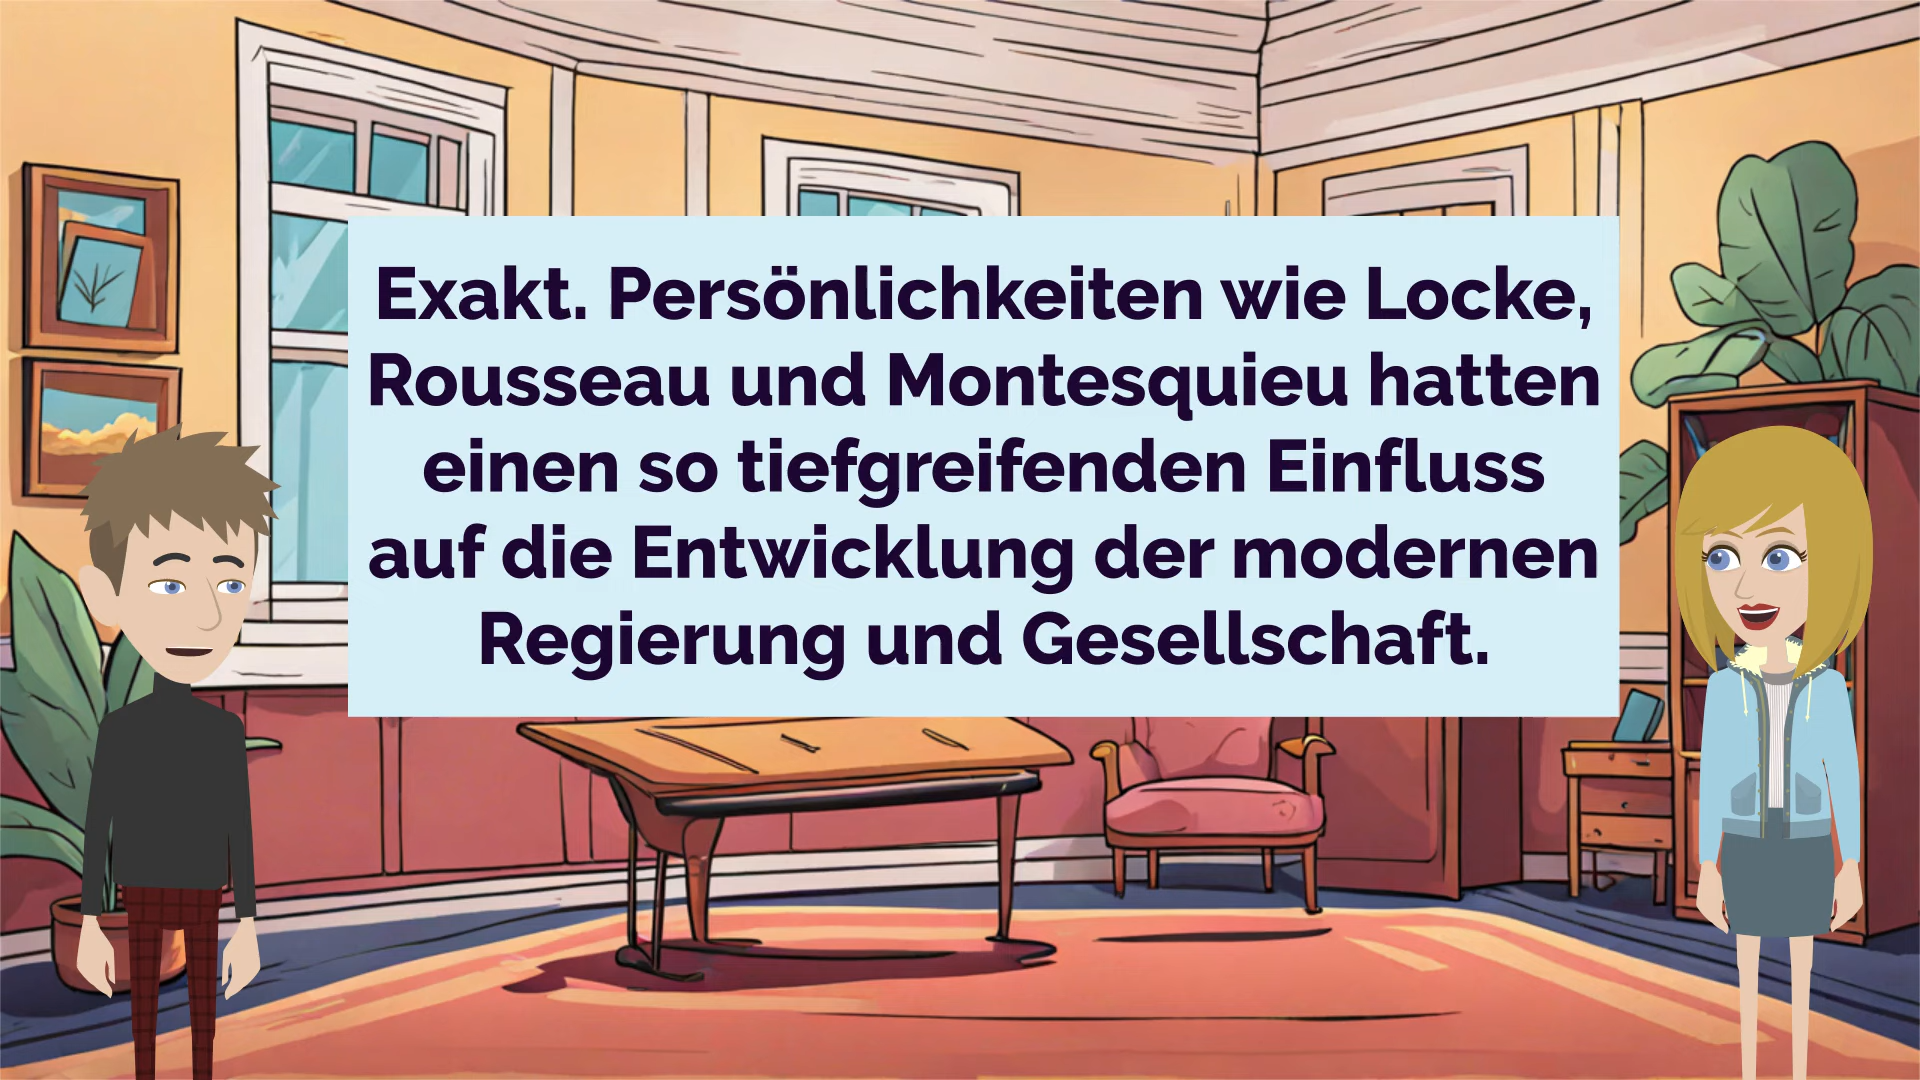 Exakt. Persönlichkeiten wie Locke,
Rousseau und Montesquieu hatten
einen so tiefgreifenden Einfluss
auf die Entwicklung der modernen
Regierung und Gesellschaft.